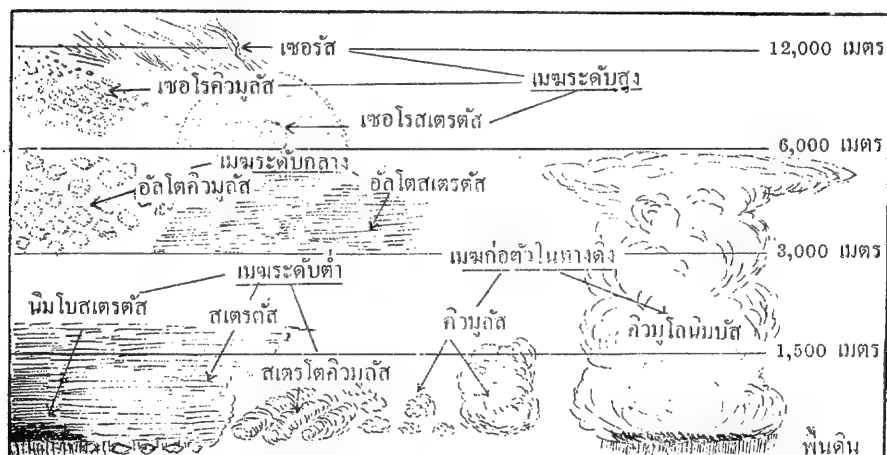 เซอรัส
12,000 เมตร
เซอโรคิวมูลัส
เมฆระดับสูง
เซอโรสเตรตัส
6,000 เมตร
เมฆระดับกลาง
อัลโตคิวมูลัส
อัลโตสเตรตัส
3,000 เมตร
เมฆระดับต่ำ
เมฆก่อตัวในทางดิ่ง
นิมโบสเตรตัส
สเตรตัส
คิวมูลัส
คิวมูโลนิมบัส
1,500 เมตร
สเตรโตคิวมูลัส
พื้นดิน